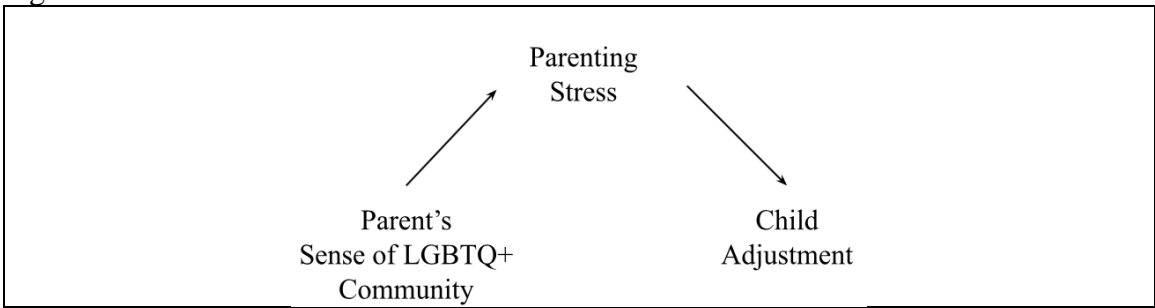 Parenting
Stress
Parent’s
Sense of LGBTQ+
Community
Child
Adjustment